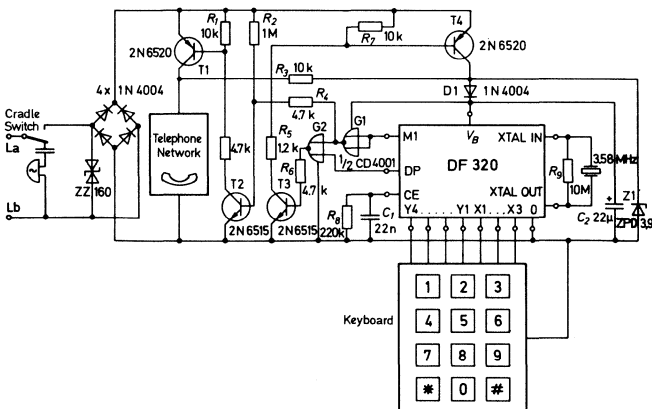 R1
10k
R2
1M
T4
2N6520
T1
R7
10k
2N6520
R3
10k
4 x 1N4004
D1
1N4004
Cradle
Switch
La
Telephone
Network
R4
4.7k
G1
G2
VB
M1
XTAL IN
R5
1.2k
4.7k
½ CD4001
DP
DF 320
R9
3.58MHz
R6
4.7k
10M
ZZ 160
CE
XTAL OUT
T2
T3
Z1
Lb
2N6515
2N6515
R8
220k
C1
22n
Y4......Y1 X1...X3 0
+
C2 22µ
ZPD3,9
Keyboard
1 2 3
4 5 6
7 8 9
* 0 #